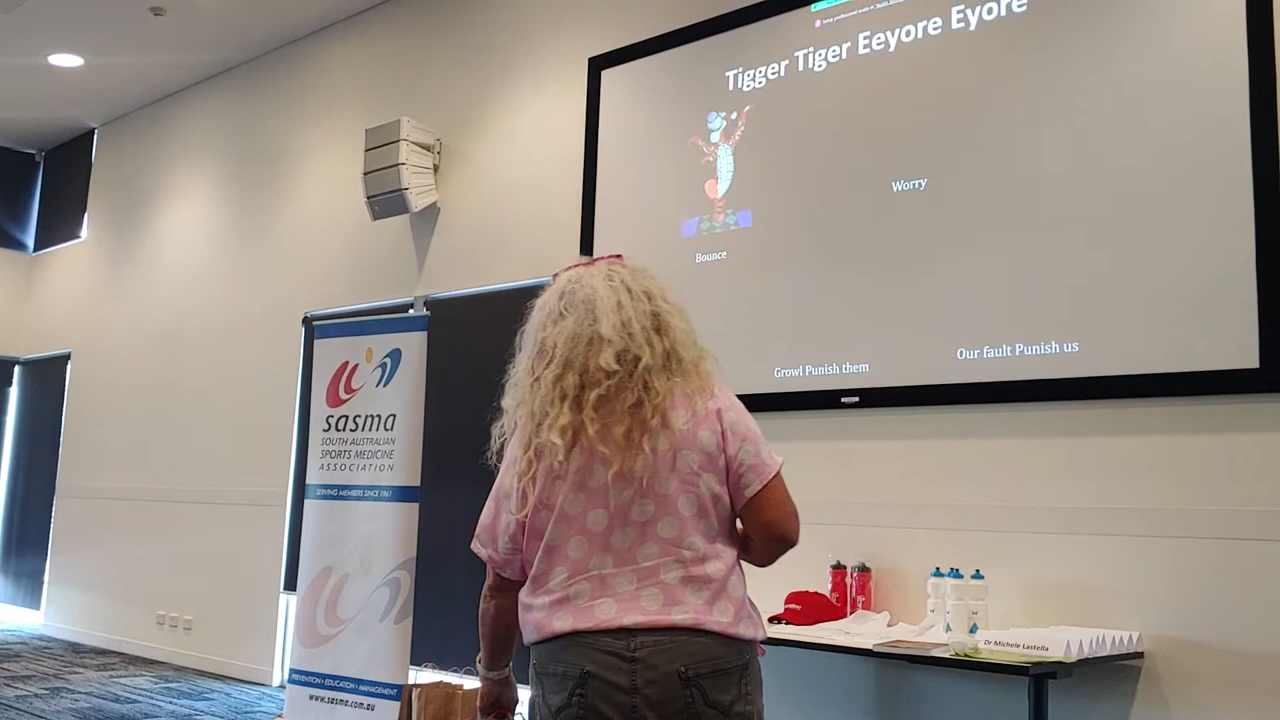 Tigger Tiger Eeyore Eyore
Worry
Bounce
Growl Punish them
Our fault Punish us
sasma
SOUTH AUSTRALIAN
SPORTS MEDICINE
ASSOCIATION
SERVING MEMBERS SINCE 1961
PREVENTION • EDUCATION • MANAGEMENT
www.sasma.com.au
Dr Michele Lastella